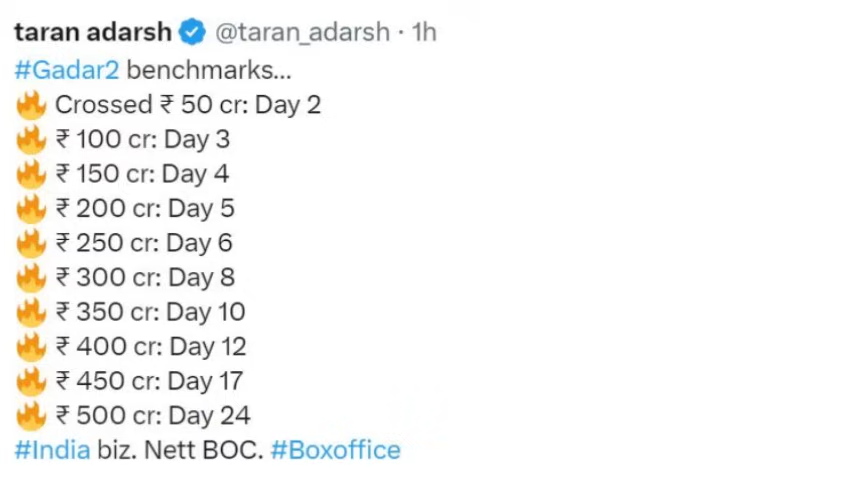 taran adarsh @taran_adarsh · 1h
#Gadar2 benchmarks...
🔥 Crossed ₹ 50 cr: Day 2
🔥 ₹ 100 cr: Day 3
🔥 ₹ 150 cr: Day 4
🔥 ₹ 200 cr: Day 5
🔥 ₹ 250 cr: Day 6
🔥 ₹ 300 cr: Day 8
🔥 ₹ 350 cr: Day 10
🔥 ₹ 400 cr: Day 12
🔥 ₹ 450 cr: Day 17
🔥 ₹ 500 cr: Day 24
#India biz. Nett BOC. #Boxoffice